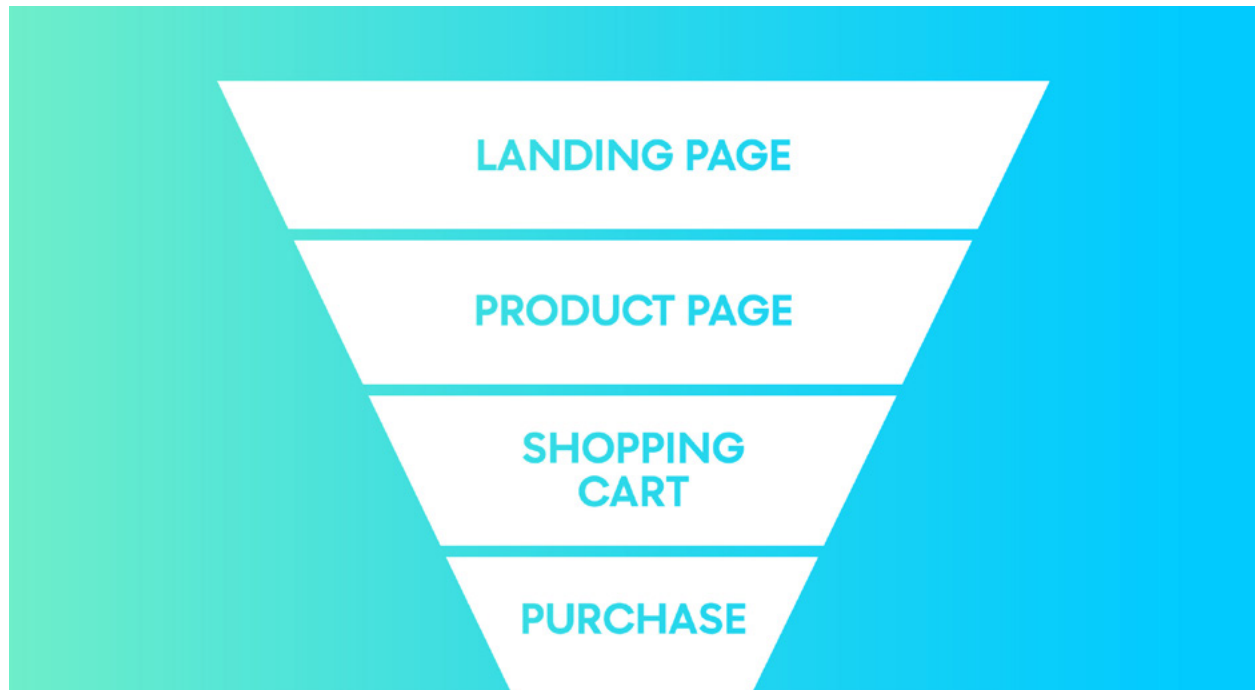 LANDING PAGE
PRODUCT PAGE
SHOPPING
CART
PURCHASE